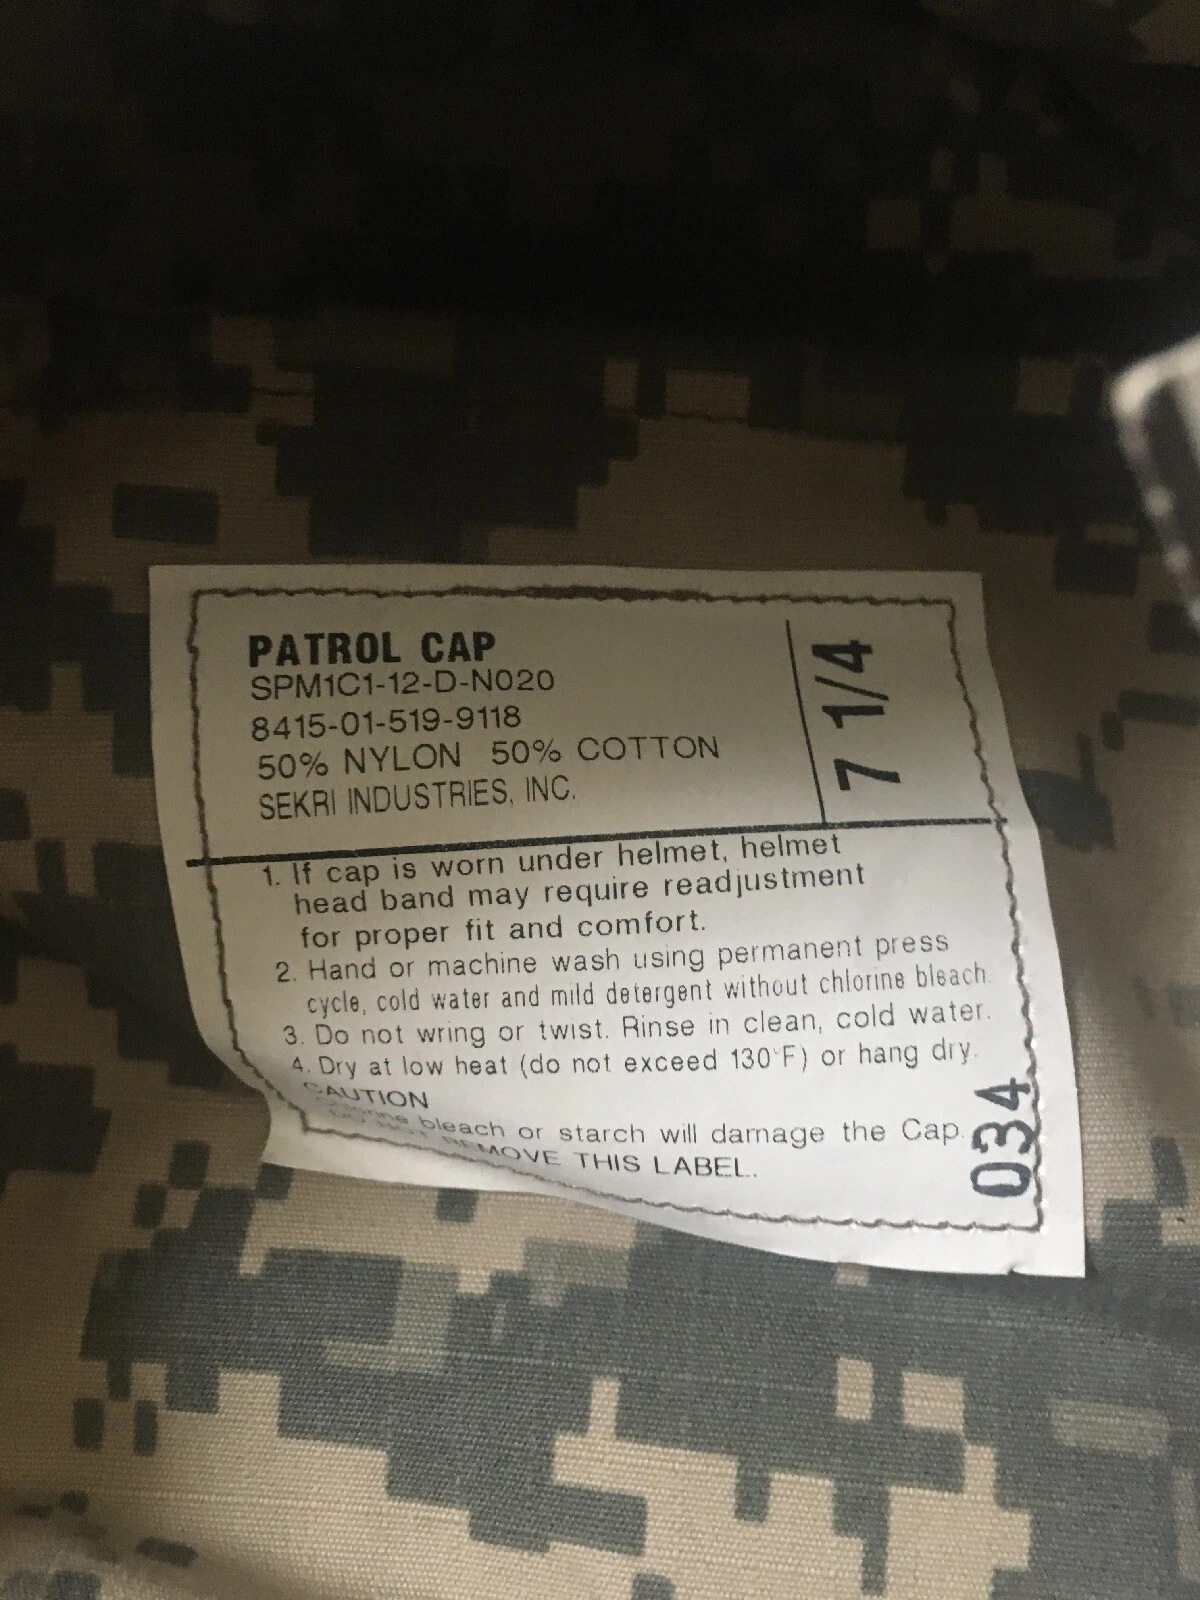 PATROL CAP
SPM1C1-12-D-N020
8415-01-519-9118
50% NYLON 50% COTTON
SEKRI INDUSTRIES, INC.
7 1/4
1. If cap is worn under helmet, helmet
head band may require readjustment
for proper fit and comfort.
2. Hand or machine wash using permanent press
cycle, cold water and mild detergent without chlorine bleach.
3. Do not wring or twist. Rinse in clean, cold water.
4. Dry at low heat (do not exceed 130°F) or hang dry.
CAUTION
Chlorine bleach or starch will damage the Cap.
DO NOT REMOVE THIS LABEL.
034